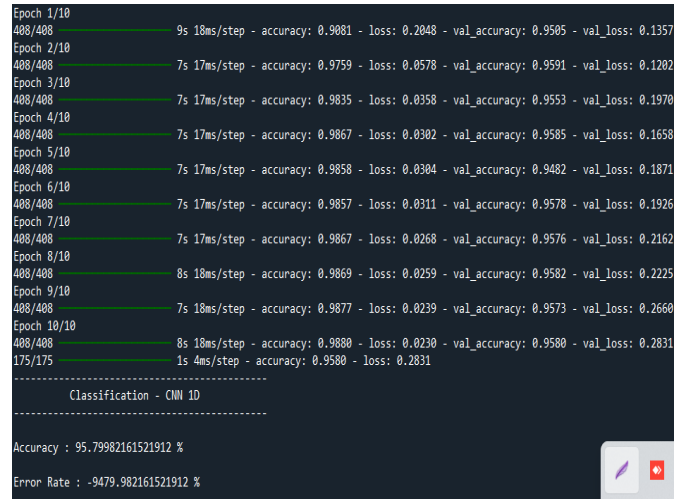 Epoch 1/10
408/408 9s 18ms/step - accuracy: 0.9081 - loss: 0.2048 - val_accuracy: 0.9505 - val_loss: 0.1357
Epoch 2/10
408/408 7s 17ms/step - accuracy: 0.9759 - loss: 0.0578 - val_accuracy: 0.9591 - val_loss: 0.1202
Epoch 3/10
408/408 7s 17ms/step - accuracy: 0.9835 - loss: 0.0358 - val_accuracy: 0.9553 - val_loss: 0.1970
Epoch 4/10
408/408 7s 17ms/step - accuracy: 0.9867 - loss: 0.0302 - val_accuracy: 0.9585 - val_loss: 0.1658
Epoch 5/10
408/408 7s 17ms/step - accuracy: 0.9858 - loss: 0.0304 - val_accuracy: 0.9482 - val_loss: 0.1871
Epoch 6/10
408/408 7s 17ms/step - accuracy: 0.9857 - loss: 0.0311 - val_accuracy: 0.9578 - val_loss: 0.1926
Epoch 7/10
408/408 7s 17ms/step - accuracy: 0.9867 - loss: 0.0268 - val_accuracy: 0.9576 - val_loss: 0.2162
Epoch 8/10
408/408 8s 18ms/step - accuracy: 0.9869 - loss: 0.0259 - val_accuracy: 0.9582 - val_loss: 0.2225
Epoch 9/10
408/408 7s 18ms/step - accuracy: 0.9877 - loss: 0.0239 - val_accuracy: 0.9573 - val_loss: 0.2660
Epoch 10/10
408/408 8s 18ms/step - accuracy: 0.9880 - loss: 0.0230 - val_accuracy: 0.9580 - val_loss: 0.2831
175/175 1s 4ms/step - accuracy: 0.9580 - loss: 0.2831
--------------------------------------------
Classification - CNN 1D
--------------------------------------------
Accuracy : 95.79982161521912 %
Error Rate : -9479.982161521912 %